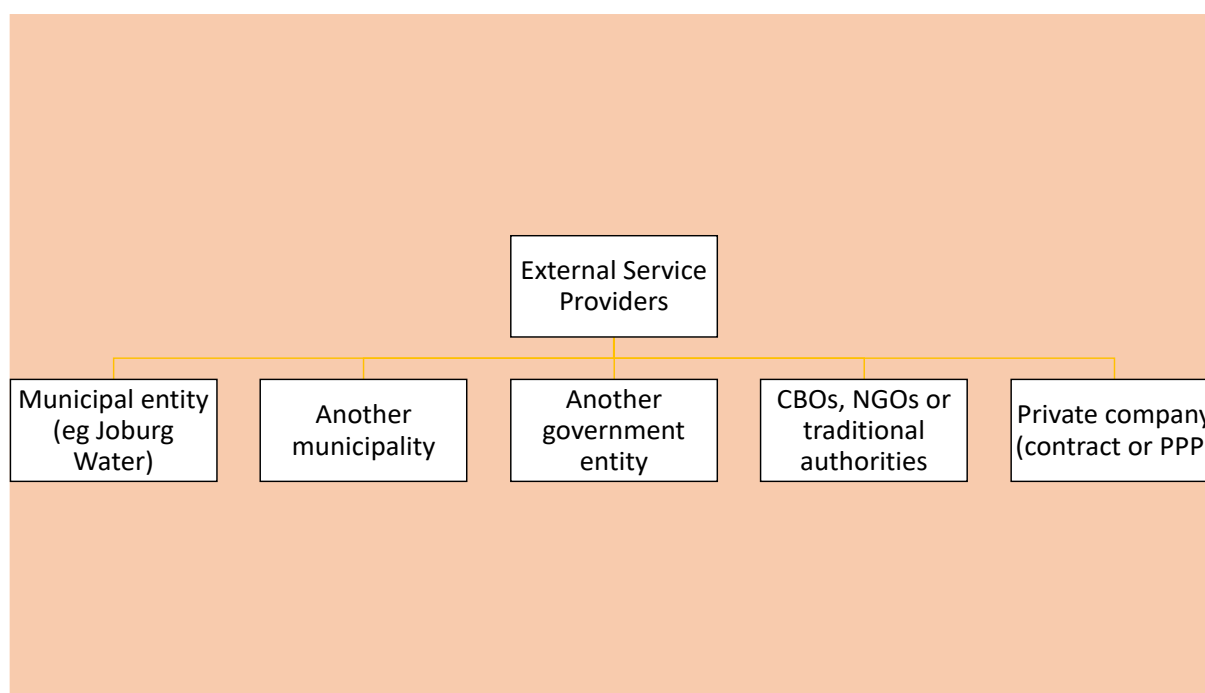 External Service
Providers
Municipal entity
(eg Joburg
Water)
Another
municipality
Another
government
entity
CBOs, NGOs or
traditional
authorities
Private company
(contract or PPP